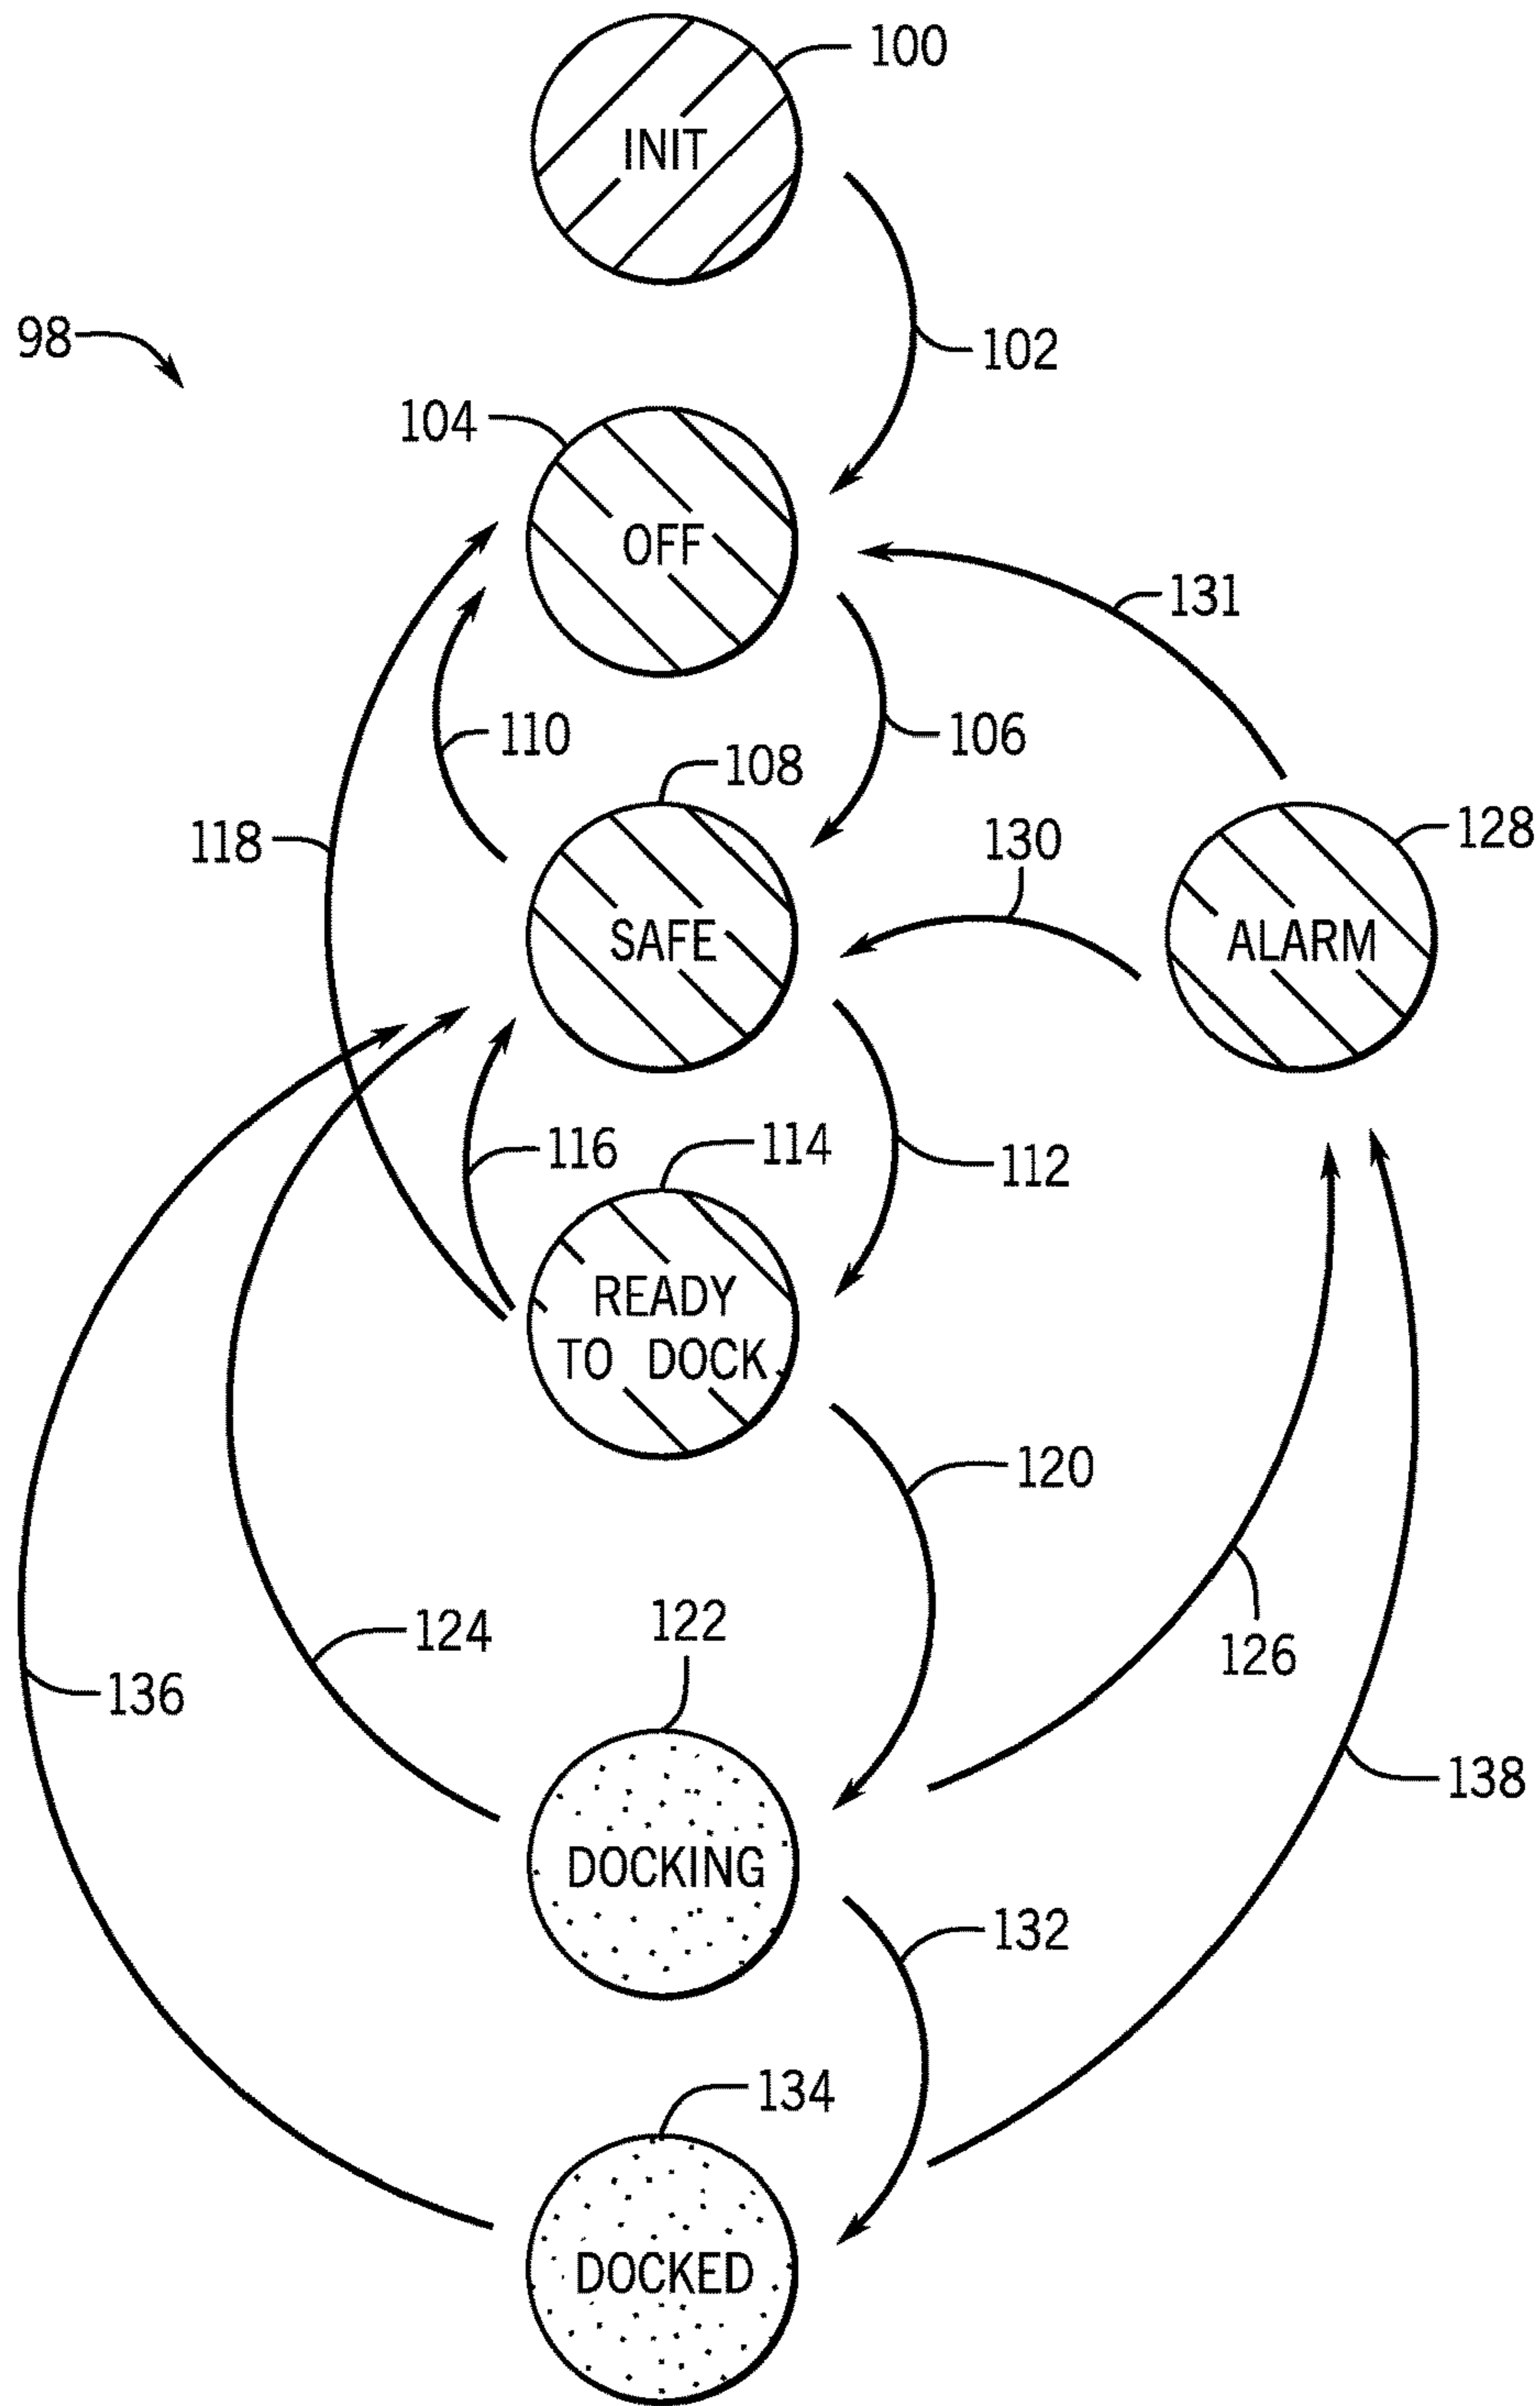 100
INIT
98
102
104
OFF
131
110
106
108
118
130
128
SAFE
ALARM
116
114
112
READY
TO DOCK
120
124
122
126
136
138
DOCKING
132
134
DOCKED